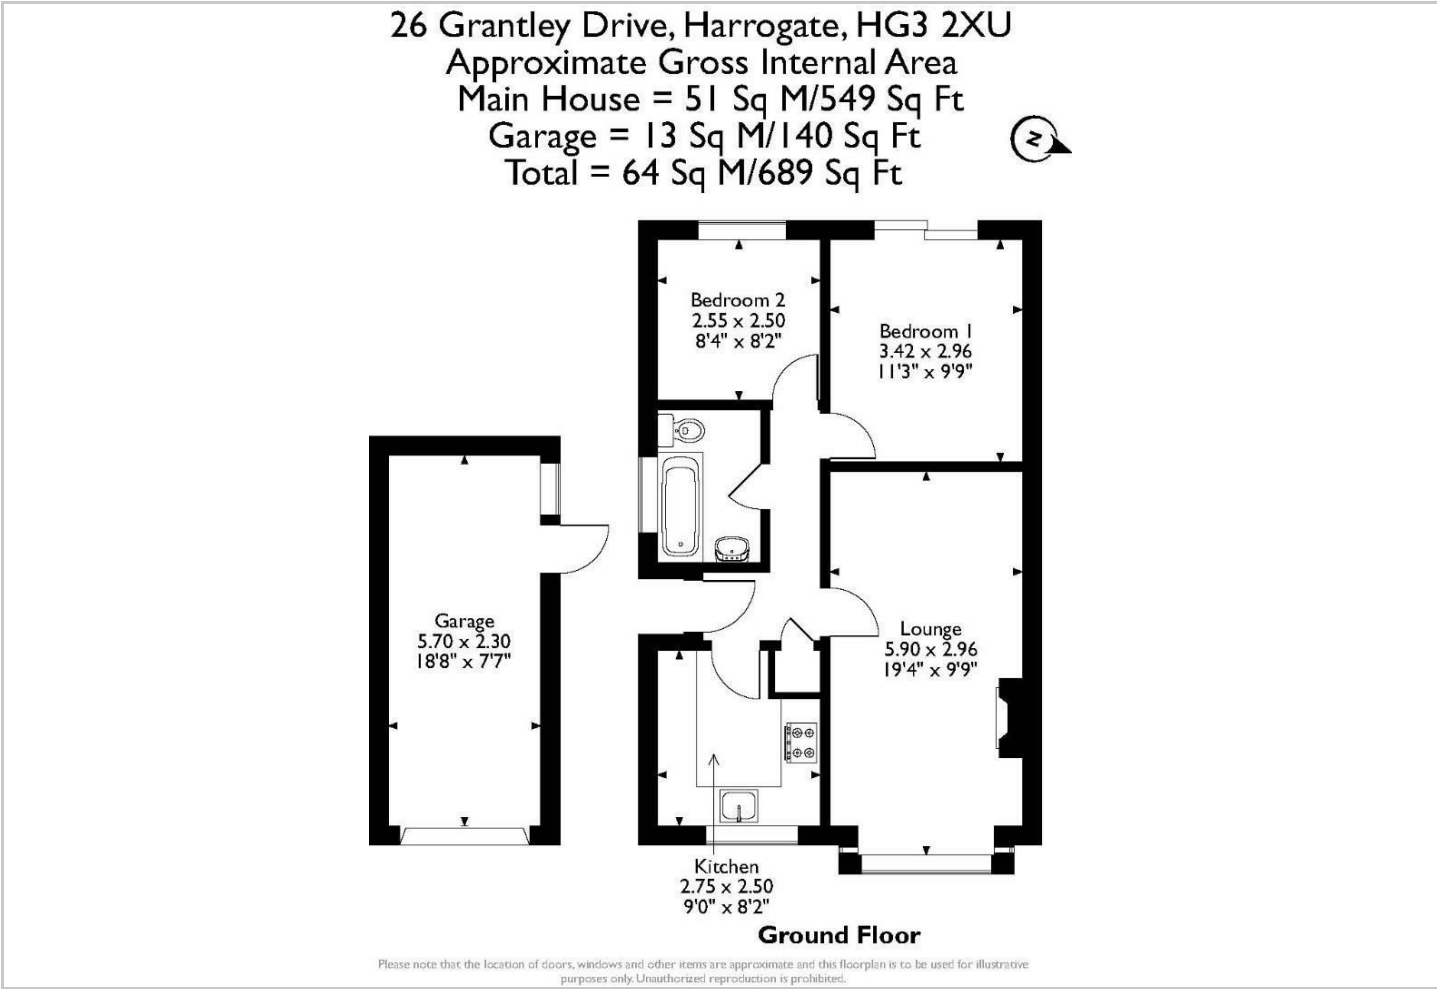 26 Grantley Drive, Harrogate, HG3 2XU
Approximate Gross Internal Area
Main House = 51 Sq M/549 Sq Ft
Garage = 13 Sq M/140 Sq Ft
Total = 64 Sq M/689 Sq Ft
N
Bedroom 2
2.55 x 2.50
8'4" x 8'2"
Bedroom 1
3.42 x 2.96
11'3" x 9'9"
Garage
5.70 x 2.30
18'8" x 7'7"
Lounge
5.90 x 2.96
19'4" x 9'9"
Kitchen
2.75 x 2.50
9'0" x 8'2"
Ground Floor
Please note that the location of doors, windows and other items are approximate and this floorplan is to be used for illustrative
purposes only. Unauthorized reproduction is prohibited.